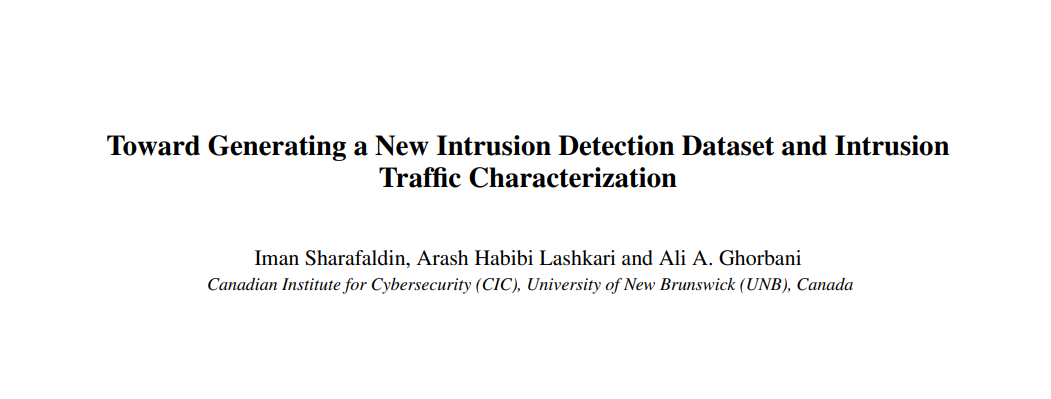 Toward Generating a New Intrusion Detection Dataset and Intrusion
Traffic Characterization
Iman Sharafaldin, Arash Habibi Lashkari and Ali A. Ghorbani
Canadian Institute for Cybersecurity (CIC), University of New Brunswick (UNB), Canada